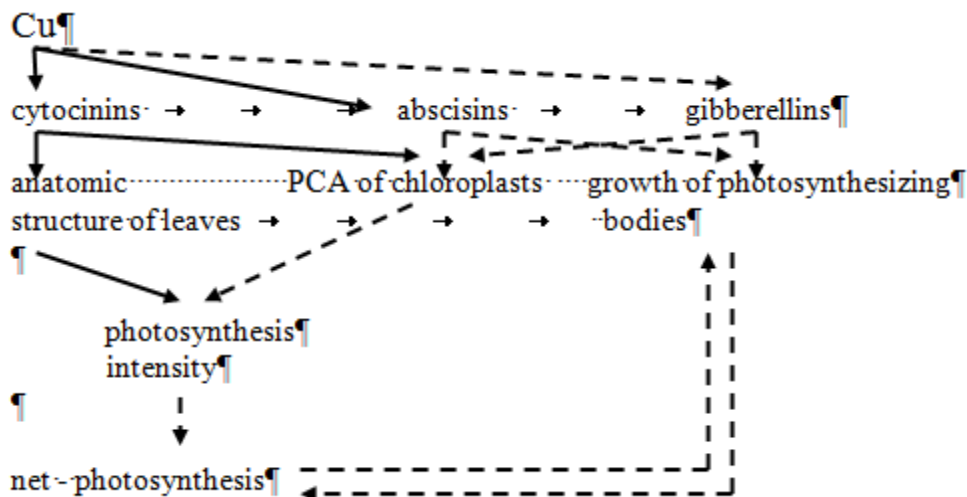 Cu¶
cytocinins · → → → abscisins · → → gibberellins¶
anatomic ·················· PCA of chloroplasts ····· growth of photosynthesizing¶
structure of leaves → → → → ·· bodies¶
¶
photosynthesis¶
intensity¶
¶
net - photosynthesis¶